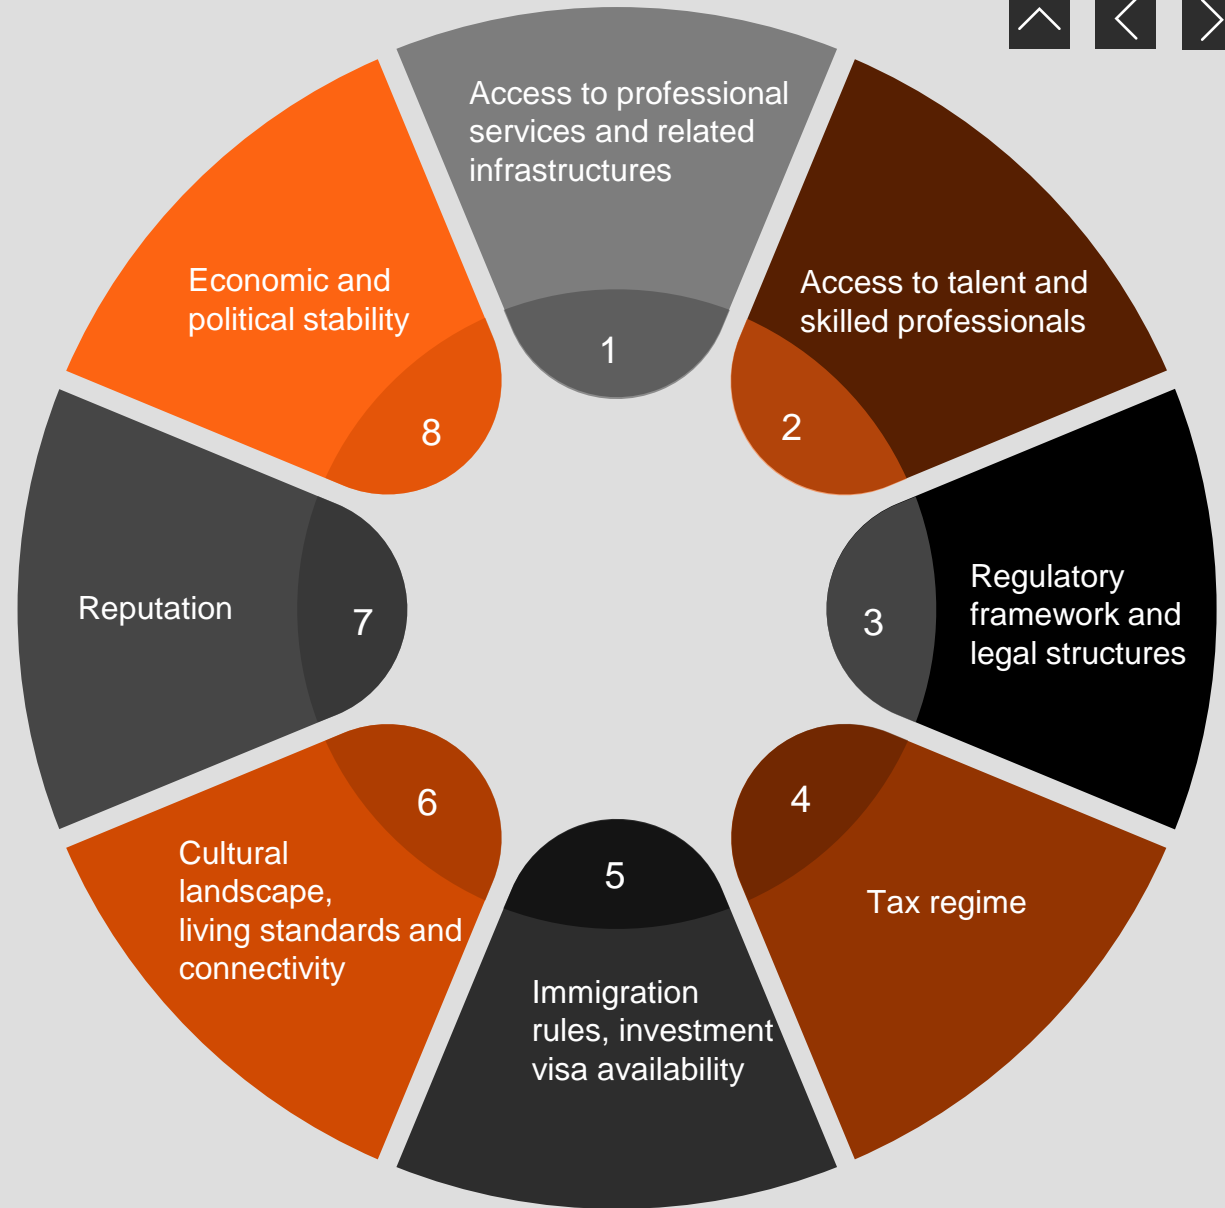 Access to professional
services and related
infrastructures
1
Access to talent and
skilled professionals
2
Regulatory
framework and
legal structures
3
Tax regime
4
Immigration
rules, investment
visa availability
5
Cultural
landscape,
living standards and
connectivity
6
Reputation
7
Economic and
political stability
8